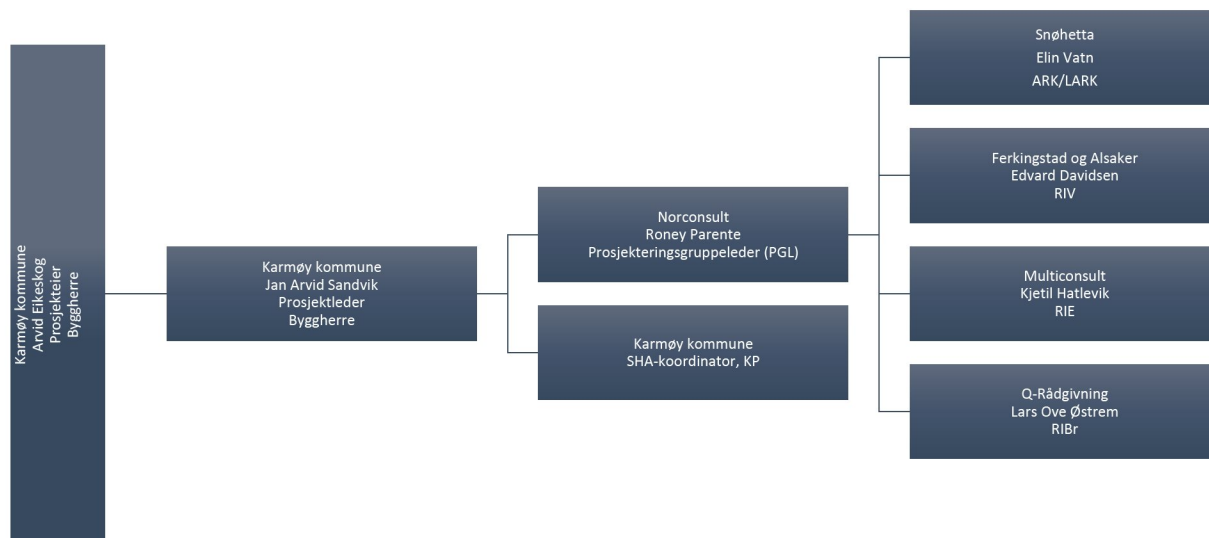 Karmøy kommune
Arvid Eikeskog
Prosjekteier
Byggherre
Karmøy kommune
Jan Arvid Sandvik
Prosjektleder
Byggherre
Norconsult
Roney Parente
Prosjekteringsgruppeleder (PGL)
Karmøy kommune
SHA-koordinator, KP
Snøhetta
Elin Vatn
ARK/LARK
Ferkingstad og Alsaker
Edvard Davidsen
RIV
Multiconsult
Kjetil Hatlevik
RIE
Q-Rådgivning
Lars Ove Østrem
RIBr